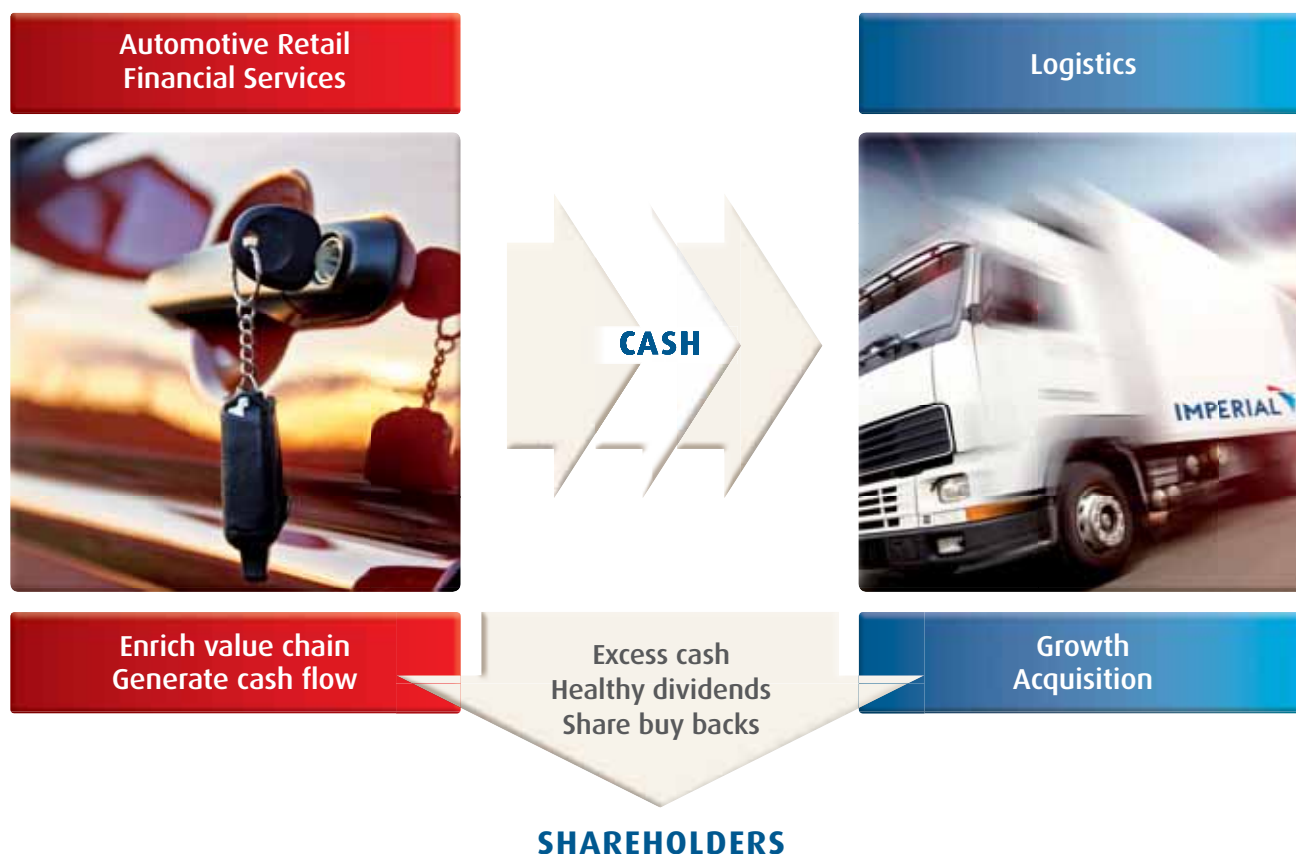 Automotive Retail
Financial Services
Logistics
CASH
IMPERIAL
Enrich value chain
Generate cash flow
Excess cash
Healthy dividends
Share buy backs
Growth
Acquisition
SHAREHOLDERS